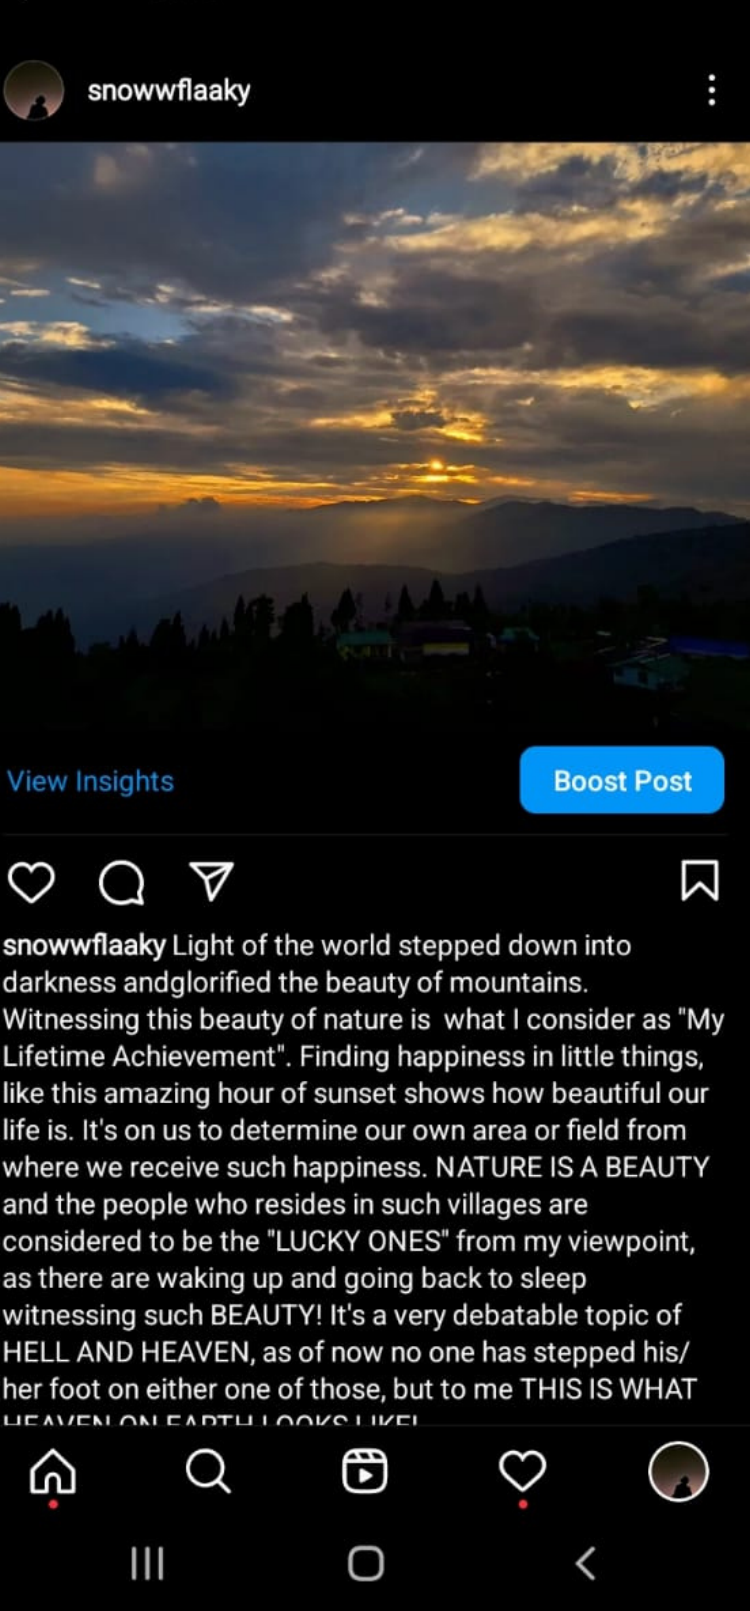 snowwflaaky
View Insights
Boost Post
snowwflaaky Light of the world stepped down into
darkness andglorified the beauty of mountains.
Witnessing this beauty of nature is  what I consider as "My
Lifetime Achievement". Finding happiness in little things,
like this amazing hour of sunset shows how beautiful our
life is. It's on us to determine our own area or field from
where we receive such happiness. NATURE IS A BEAUTY
and the people who resides in such villages are
considered to be the "LUCKY ONES" from my viewpoint,
as there are waking up and going back to sleep
witnessing such BEAUTY! It's a very debatable topic of
HELL AND HEAVEN, as of now no one has stepped his/
her foot on either one of those, but to me THIS IS WHAT
HEAVEN ON EARTH LOOKS LIKE!